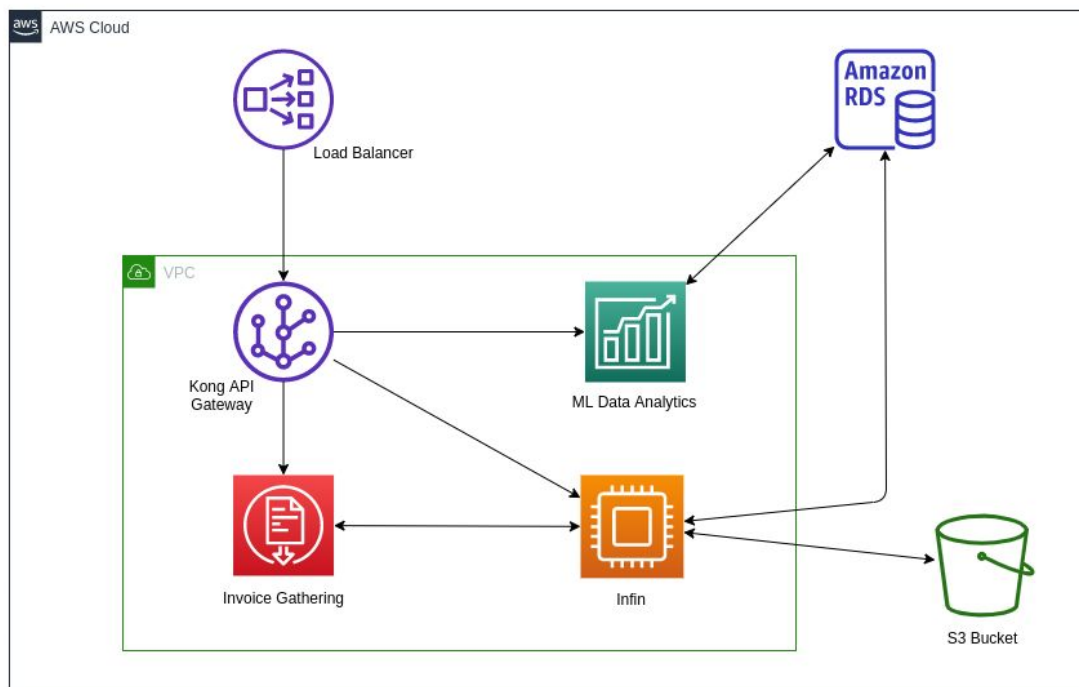 aws
AWS Cloud
Amazon
RDS
Load Balancer
VPC
Kong API
Gateway
ML Data Analytics
Invoice Gathering
Infin
S3 Bucket